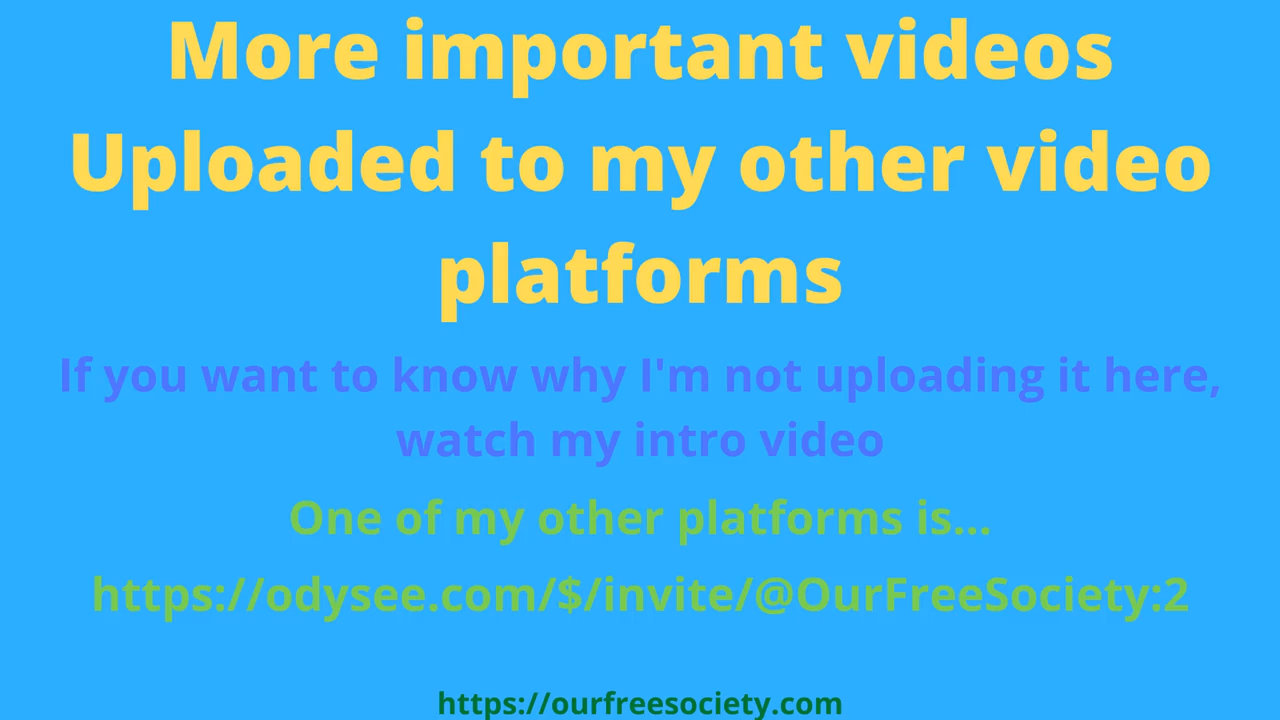 More important videos
Uploaded to my other video
platforms
If you want to know why I'm not uploading it here,
watch my intro video
One of my other platforms is...
https://odysee.com/$/invite/@OurFreeSociety:2
https://ourfreesociety.com